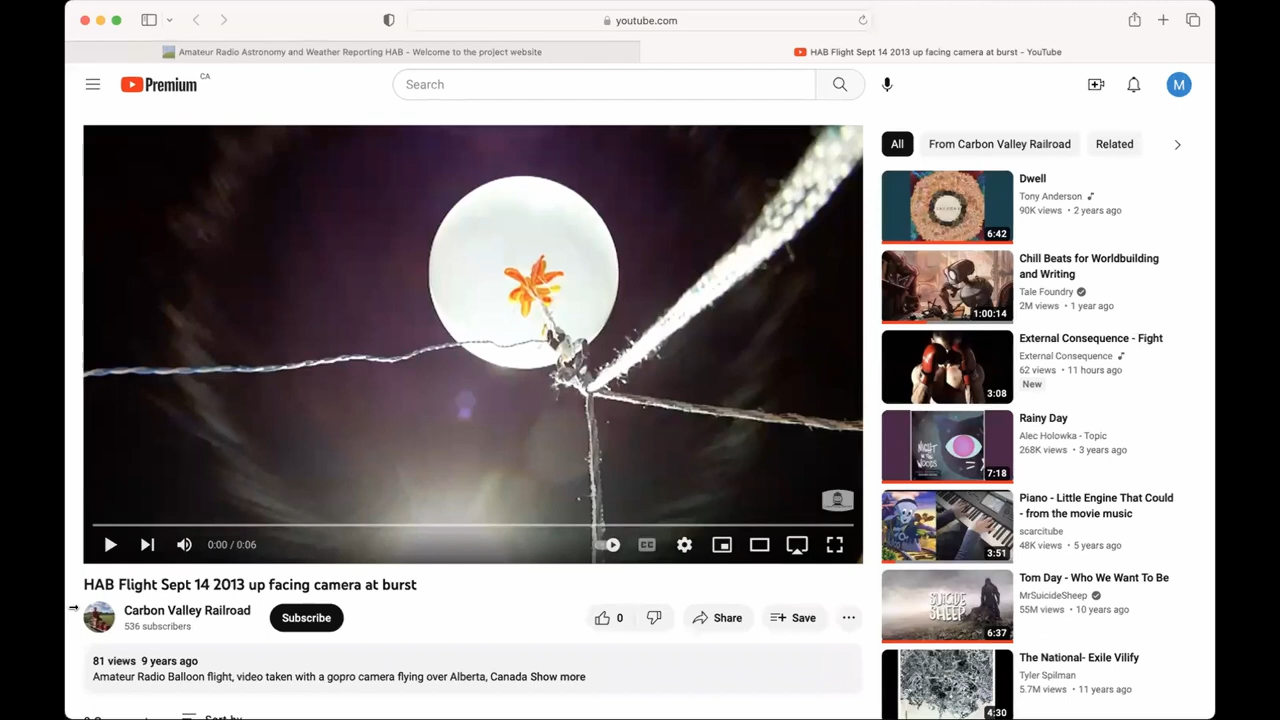 youtube.com
Amateur Radio Astronomy and Weather Reporting HAB - Welcome to the project website
HAB Flight Sept 14 2013 up facing camera at burst - YouTube
Premium CA
Search
M
All
From Carbon Valley Railroad
Related
Dwell
Tony Anderson
90K views • 2 years ago
6:42
Chill Beats for Worldbuilding
and Writing
Tale Foundry
2M views • 1 year ago
1:00:14
External Consequence - Fight
External Consequence
62 views • 11 hours ago
New
3:08
Rainy Day
Alec Holowka - Topic
268K views • 3 years ago
NIGHT IN THE WOODS
7:18
Piano - Little Engine That Could
- from the movie music
scarcitube
48K views • 5 years ago
3:51
Tom Day - Who We Want To Be
MrSuicideSheep
55M views • 10 years ago
SUICIDE
SHEEP
6:37
The National- Exile Vilify
Tyler Spilman
5.7M views • 11 years ago
4:30
0:00 / 0:06
CC
HAB Flight Sept 14 2013 up facing camera at burst
Carbon Valley Railroad
536 subscribers
Subscribe
0
Share
Save
81 views 9 years ago
Amateur Radio Balloon flight, video taken with a gopro camera flying over Alberta, Canada Show more